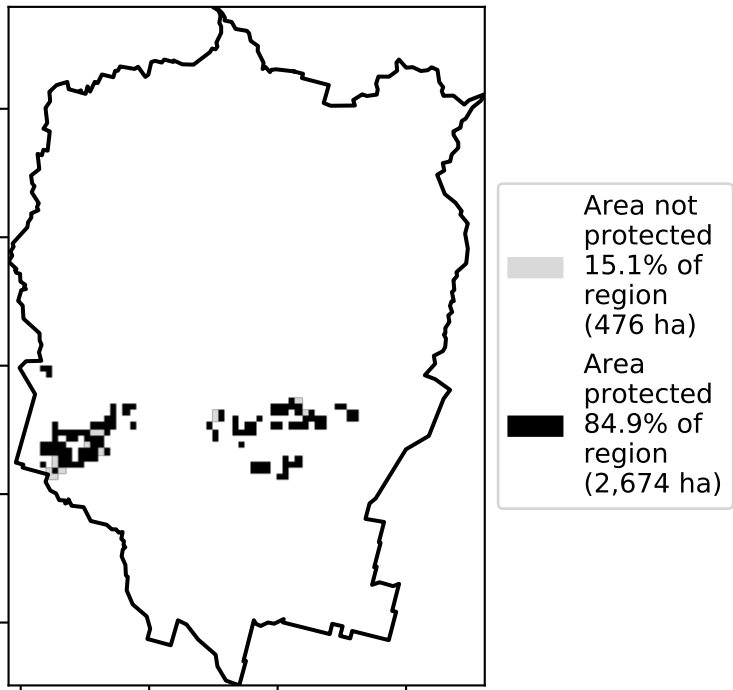 Area not
protected
15.1% of
region
(476 ha)
Area
protected
84.9% of
region
(2,674 ha)